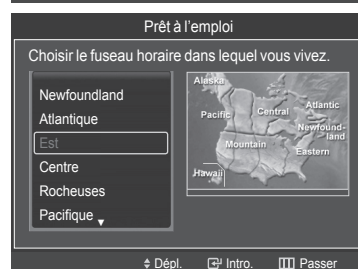 Prêt à l'emploi
Choisir le fuseau horaire dans lequel vous vivez.
Newfoundland
Atlantique
Est
Centre
Rocheuses
Pacifique
Alaska
Pacific
Central
Atlantic
Newfound-
land
Mountain
Eastern
Hawaii
Dépl. Intro. Passer